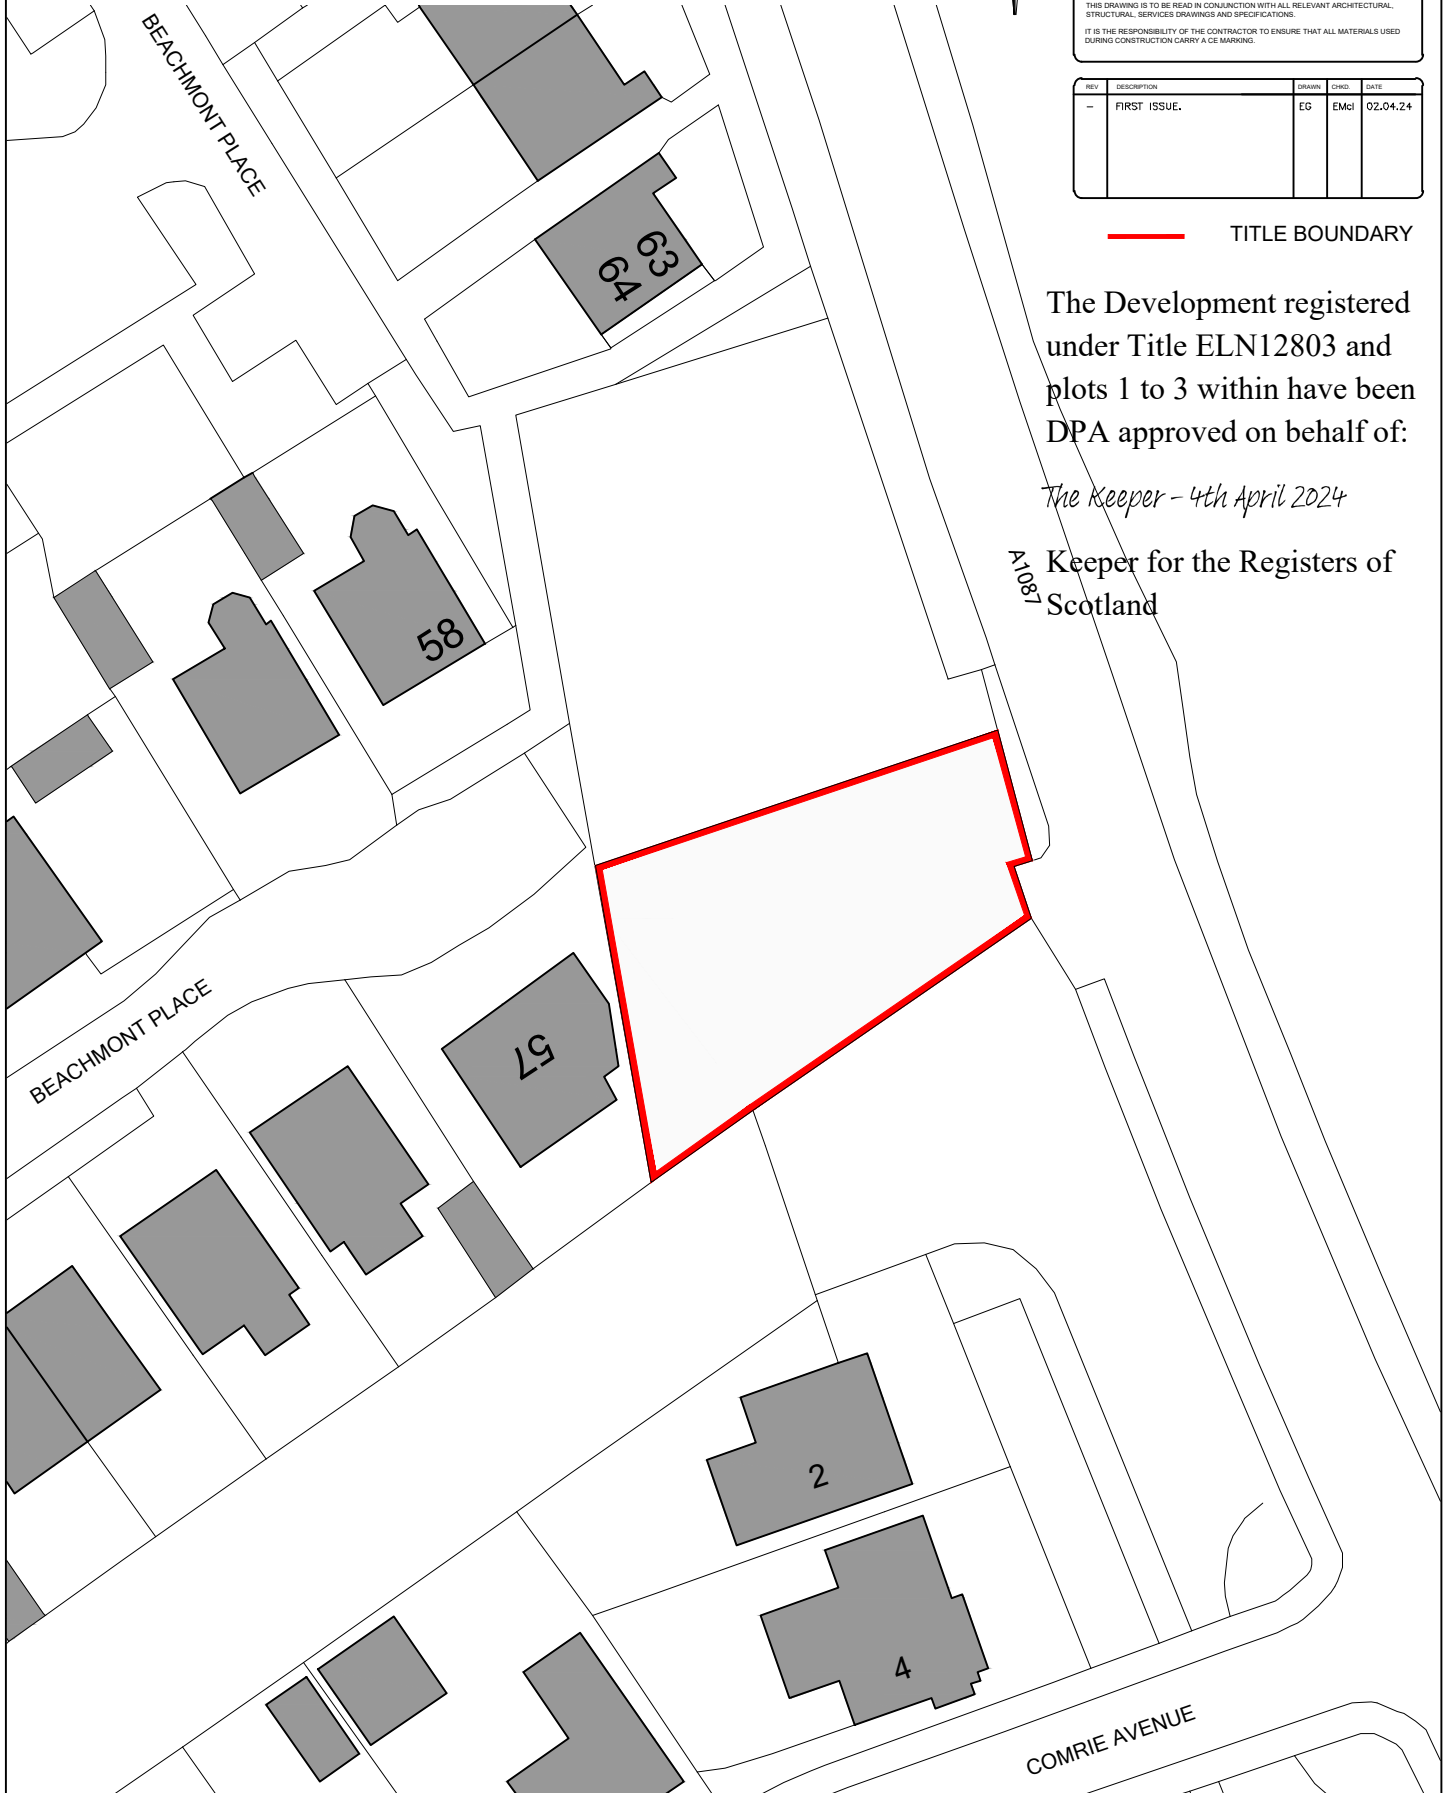 THIS DRAWING IS TO BE READ IN CONJUNCTION WITH ALL RELEVANT ARCHITECTURAL,
STRUCTURAL, SERVICES DRAWINGS AND SPECIFICATIONS.
IT IS THE RESPONSIBILITY OF THE CONTRACTOR TO ENSURE THAT ALL MATERIALS USED
DURING CONSTRUCTION CARRY A CE MARKING.
REV DESCRIPTION DRAWN CHKD. DATE
– FIRST ISSUE. EG EMcI 02.04.24
TITLE BOUNDARY
The Development registered
under Title ELN12803 and
plots 1 to 3 within have been
DPA approved on behalf of:
The Keeper - 4th April 2024
Keeper for the Registers of
Scotland
BEACHMONT PLACE
63
64
A1087
58
57
BEACHMONT PLACE
2
4
COMRIE AVENUE